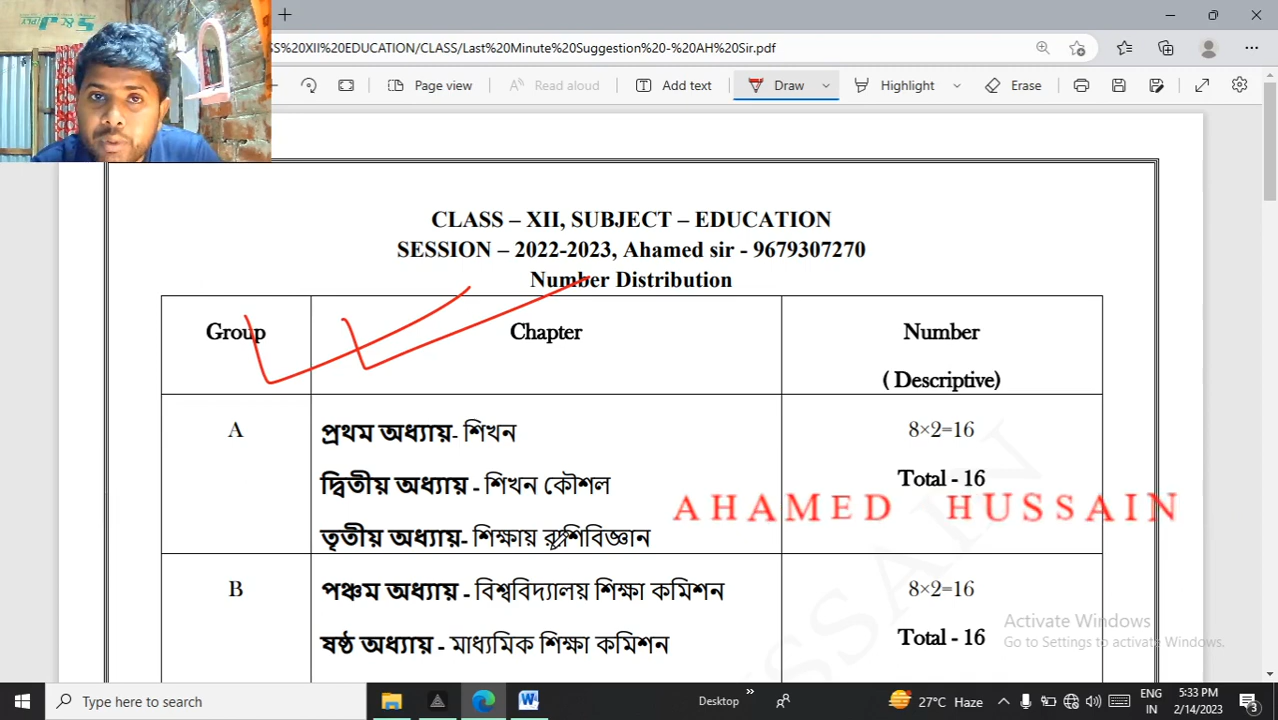 SS%20XII%20EDUCATION/CLASS/Last%20Minute%20Suggestion%20-%20AH%20Sir.pdf
Page view
Read aloud
Add text
Draw
Highlight
Erase
CLASS – XII, SUBJECT – EDUCATION
SESSION – 2022-2023, Ahamed sir - 9679307270
Number Distribution
Group Chapter Number
( Descriptive)
A প্রথম অধ্যায়- শিখন 8×2=16
দ্বিতীয় অধ্যায় - শিখন কৌশল Total - 16
AHAMED HUSSAIN
তৃতীয় অধ্যায়- শিক্ষায় রাশিবিজ্ঞান
B পঞ্চম অধ্যায় - বিশ্ববিদ্যালয় শিক্ষা কমিশন 8×2=16
ষষ্ঠ অধ্যায় - মাধ্যমিক শিক্ষা কমিশন Total - 16
Activate Windows
Go to Settings to activate Windows.
Type here to search
Desktop
27°C Haze
ENG
IN
5:33 PM
2/14/2023
3